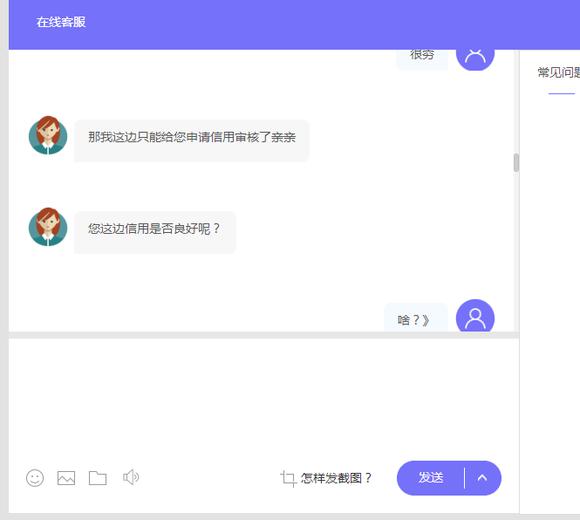 在线客服
很穷
常见问题
那我这边只能给您申请信用审核了亲亲
您这边信用是否良好呢？
啥？》
怎样发截图？
发送